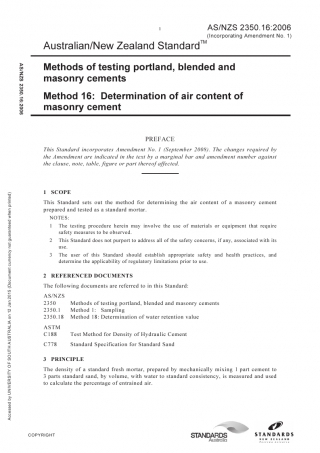 1
AS/NZS 2350.16:2006
(Incorporating Amendment No. 1)
Australian/New Zealand Standard™
Methods of testing portland, blended and
masonry cements
Method 16: Determination of air content of
masonry cement
PREFACE
This Standard incorporates Amendment No. 1 (September 2006). The changes required by
the Amendment are indicated in the text by a marginal bar and amendment number against
the clause, note, table, figure or part thereof affected.
1 SCOPE
This Standard sets out the method for determining the air content of a masonry cement
prepared and tested as a standard mortar.
NOTES:
1 The testing procedure herein may involve the use of materials or equipment that require
safety measures to be observed.
2 This Standard does not purport to address all of the safety concerns, if any, associated with its
use.
3 The user of this Standard should establish appropriate safety and health practices, and
determine the applicability of regulatory limitations prior to use.
2 REFERENCED DOCUMENTS
The following documents are referred to in this Standard:
AS/NZS
2350 Methods of testing portland, blended and masonry cements
2350.1 Method 1: Sampling
2350.18 Method 18: Determination of water retention value
ASTM
C188 Test Method for Density of Hydraulic Cement
C778 Standard Specification for Standard Sand
3 PRINCIPLE
The density of a standard fresh mortar, prepared by mechanically mixing 1 part cement to
3 parts standard sand, by volume, with water to standard consistency, is measured and used
to calculate the percentage of entrained air.
COPYRIGHT
STANDARDS
Australia
STANDARDS
NEW ZEALAND
AS/NZS 2350.16:2006
Accessed by UNIVERSITY OF SOUTH AUSTRALIA on 12 Jan 2015 (Document currency not guaranteed when printed)